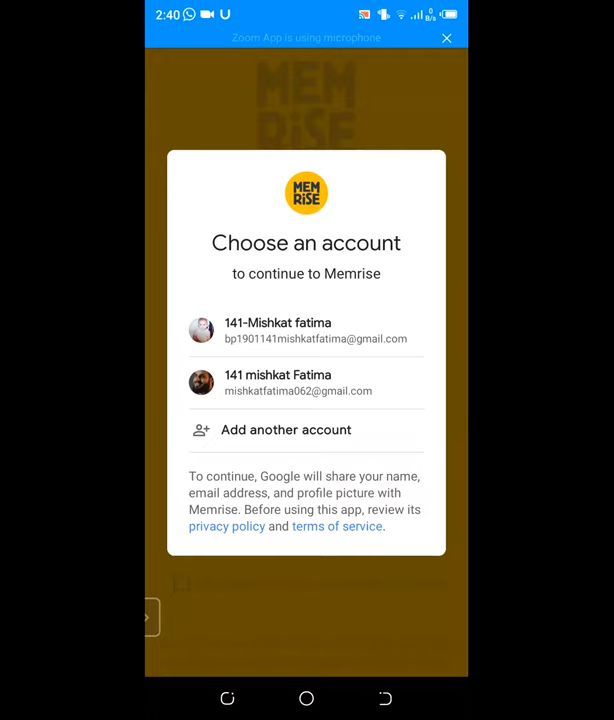 2:40
0
B/s
Zoom App is using microphone
MEM
RiSE
MEM
RiSE
Choose an account
to continue to Memrise
141-Mishkat fatima
bp1901141mishkatfatima@gmail.com
141 mishkat Fatima
mishkatfatima062@gmail.com
Add another account
To continue, Google will share your name,
email address, and profile picture with
Memrise. Before using this app, review its
privacy policy and terms of service.